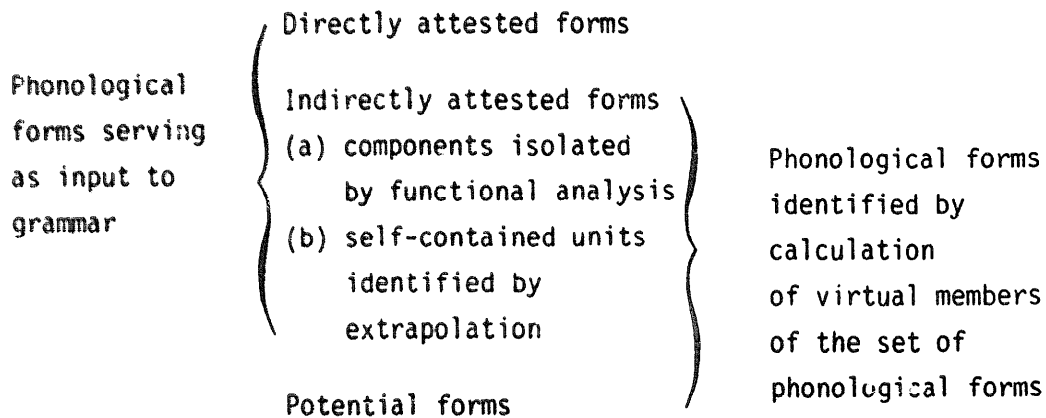 Phonological
forms serving
as input to
grammar
Directly attested forms
Indirectly attested forms
(a) components isolated
by functional analysis
(b) self-contained units
identified by
extrapolation
Potential forms
Phonological forms
identified by
calculation
of virtual members
of the set of
phonological forms